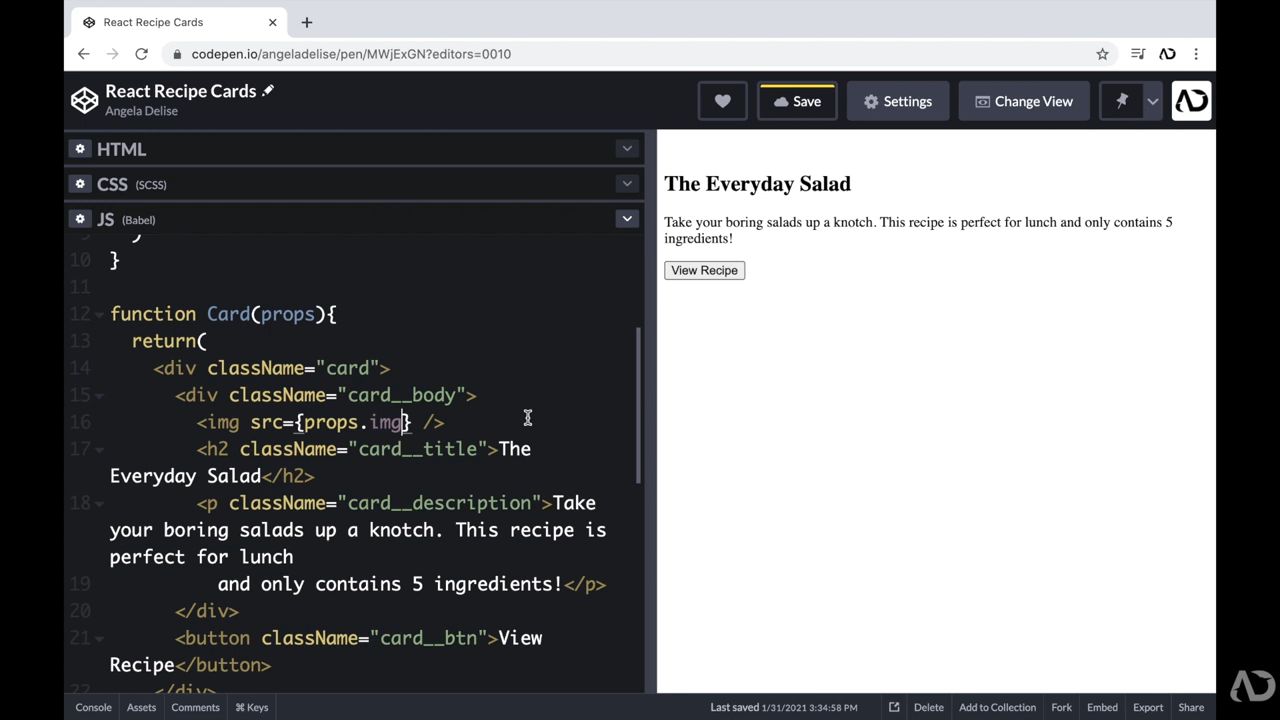 React Recipe Cards
codepen.io/angeladelise/pen/MWjExGN?editors=0010
React Recipe Cards
Angela Delise
Save
Settings
Change View
HTML
CSS (SCSS)
JS (Babel)
10 }
11
12 function Card(props){
13 return(
14 <div className="card">
15 <div className="card__body">
16 <img src={props.img} />
17 <h2 className="card__title">The
Everyday Salad</h2>
18 <p className="card__description">Take
your boring salads up a knotch. This recipe is
perfect for lunch
19 and only contains 5 ingredients!</p>
20 </div>
21 <button className="card__btn">View
Recipe</button>
22 </div>
The Everyday Salad
Take your boring salads up a knotch. This recipe is perfect for lunch and only contains 5
ingredients!
View Recipe
Console Assets Comments ⌘ Keys
Last saved 1/31/2021 3:34:58 PM
Delete Add to Collection Fork Embed Export Share